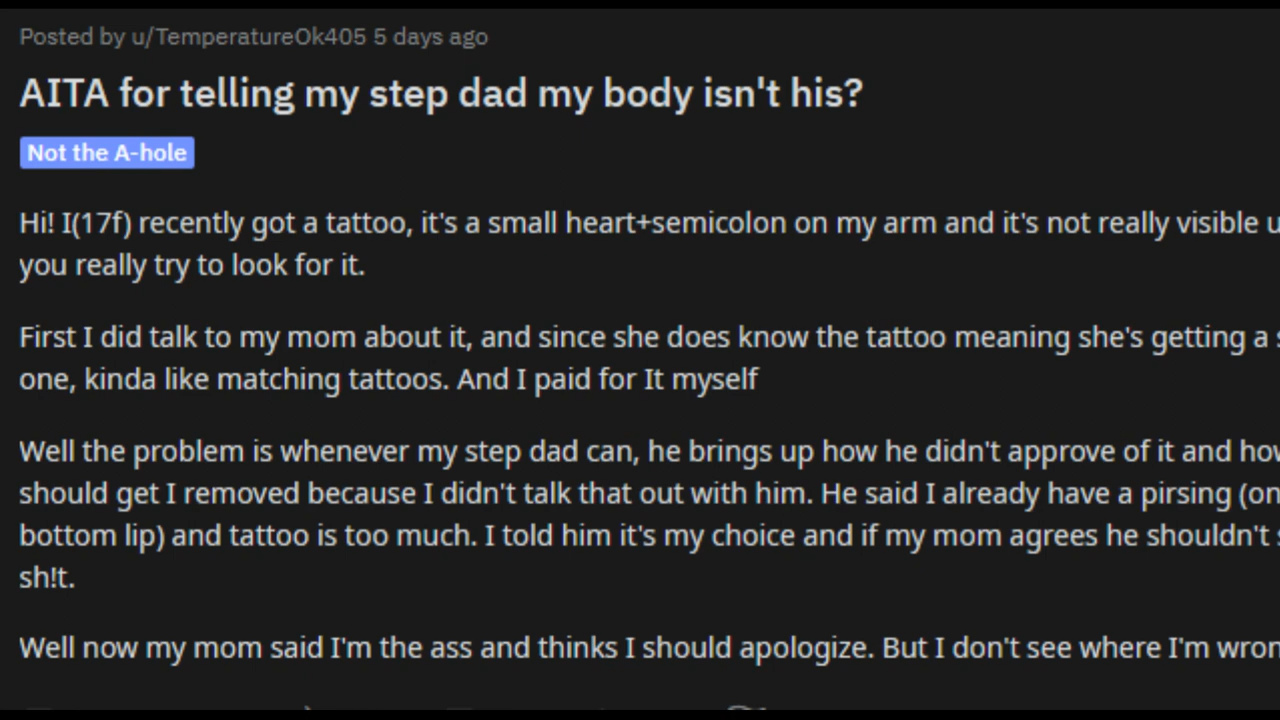 Posted by u/TemperatureOk405 5 days ago
AITA for telling my step dad my body isn't his?
Not the A-hole
Hi! I(17f) recently got a tattoo, it's a small heart+semicolon on my arm and it's not really visible
you really try to look for it.
First I did talk to my mom about it, and since she does know the tattoo meaning she's getting a
one, kinda like matching tattoos. And I paid for It myself
Well the problem is whenever my step dad can, he brings up how he didn't approve of it and
should get I removed because I didn't talk that out with him. He said I already have a pirsing
bottom lip) and tattoo is too much. I told him it's my choice and if my mom agrees he shouldn't
sh!t.
Well now my mom said I'm the ass and thinks I should apologize. But I don't see where I'm